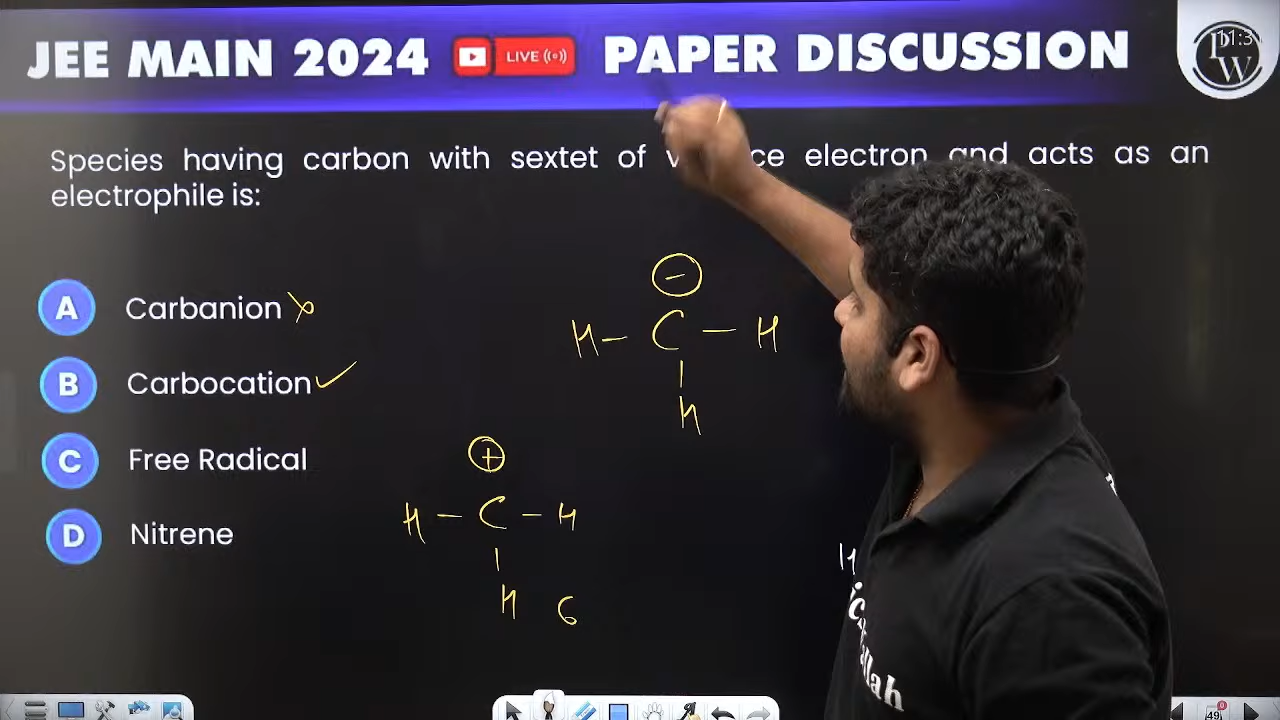 JEE MAIN 2024 LIVE PAPER DISCUSSION
Species having carbon with sextet of electron and acts as an
electrophile is:
A Carbanion
B Carbocation
C Free Radical
D Nitrene
−
H − C − H
H
+
H − C − H
H 6
49